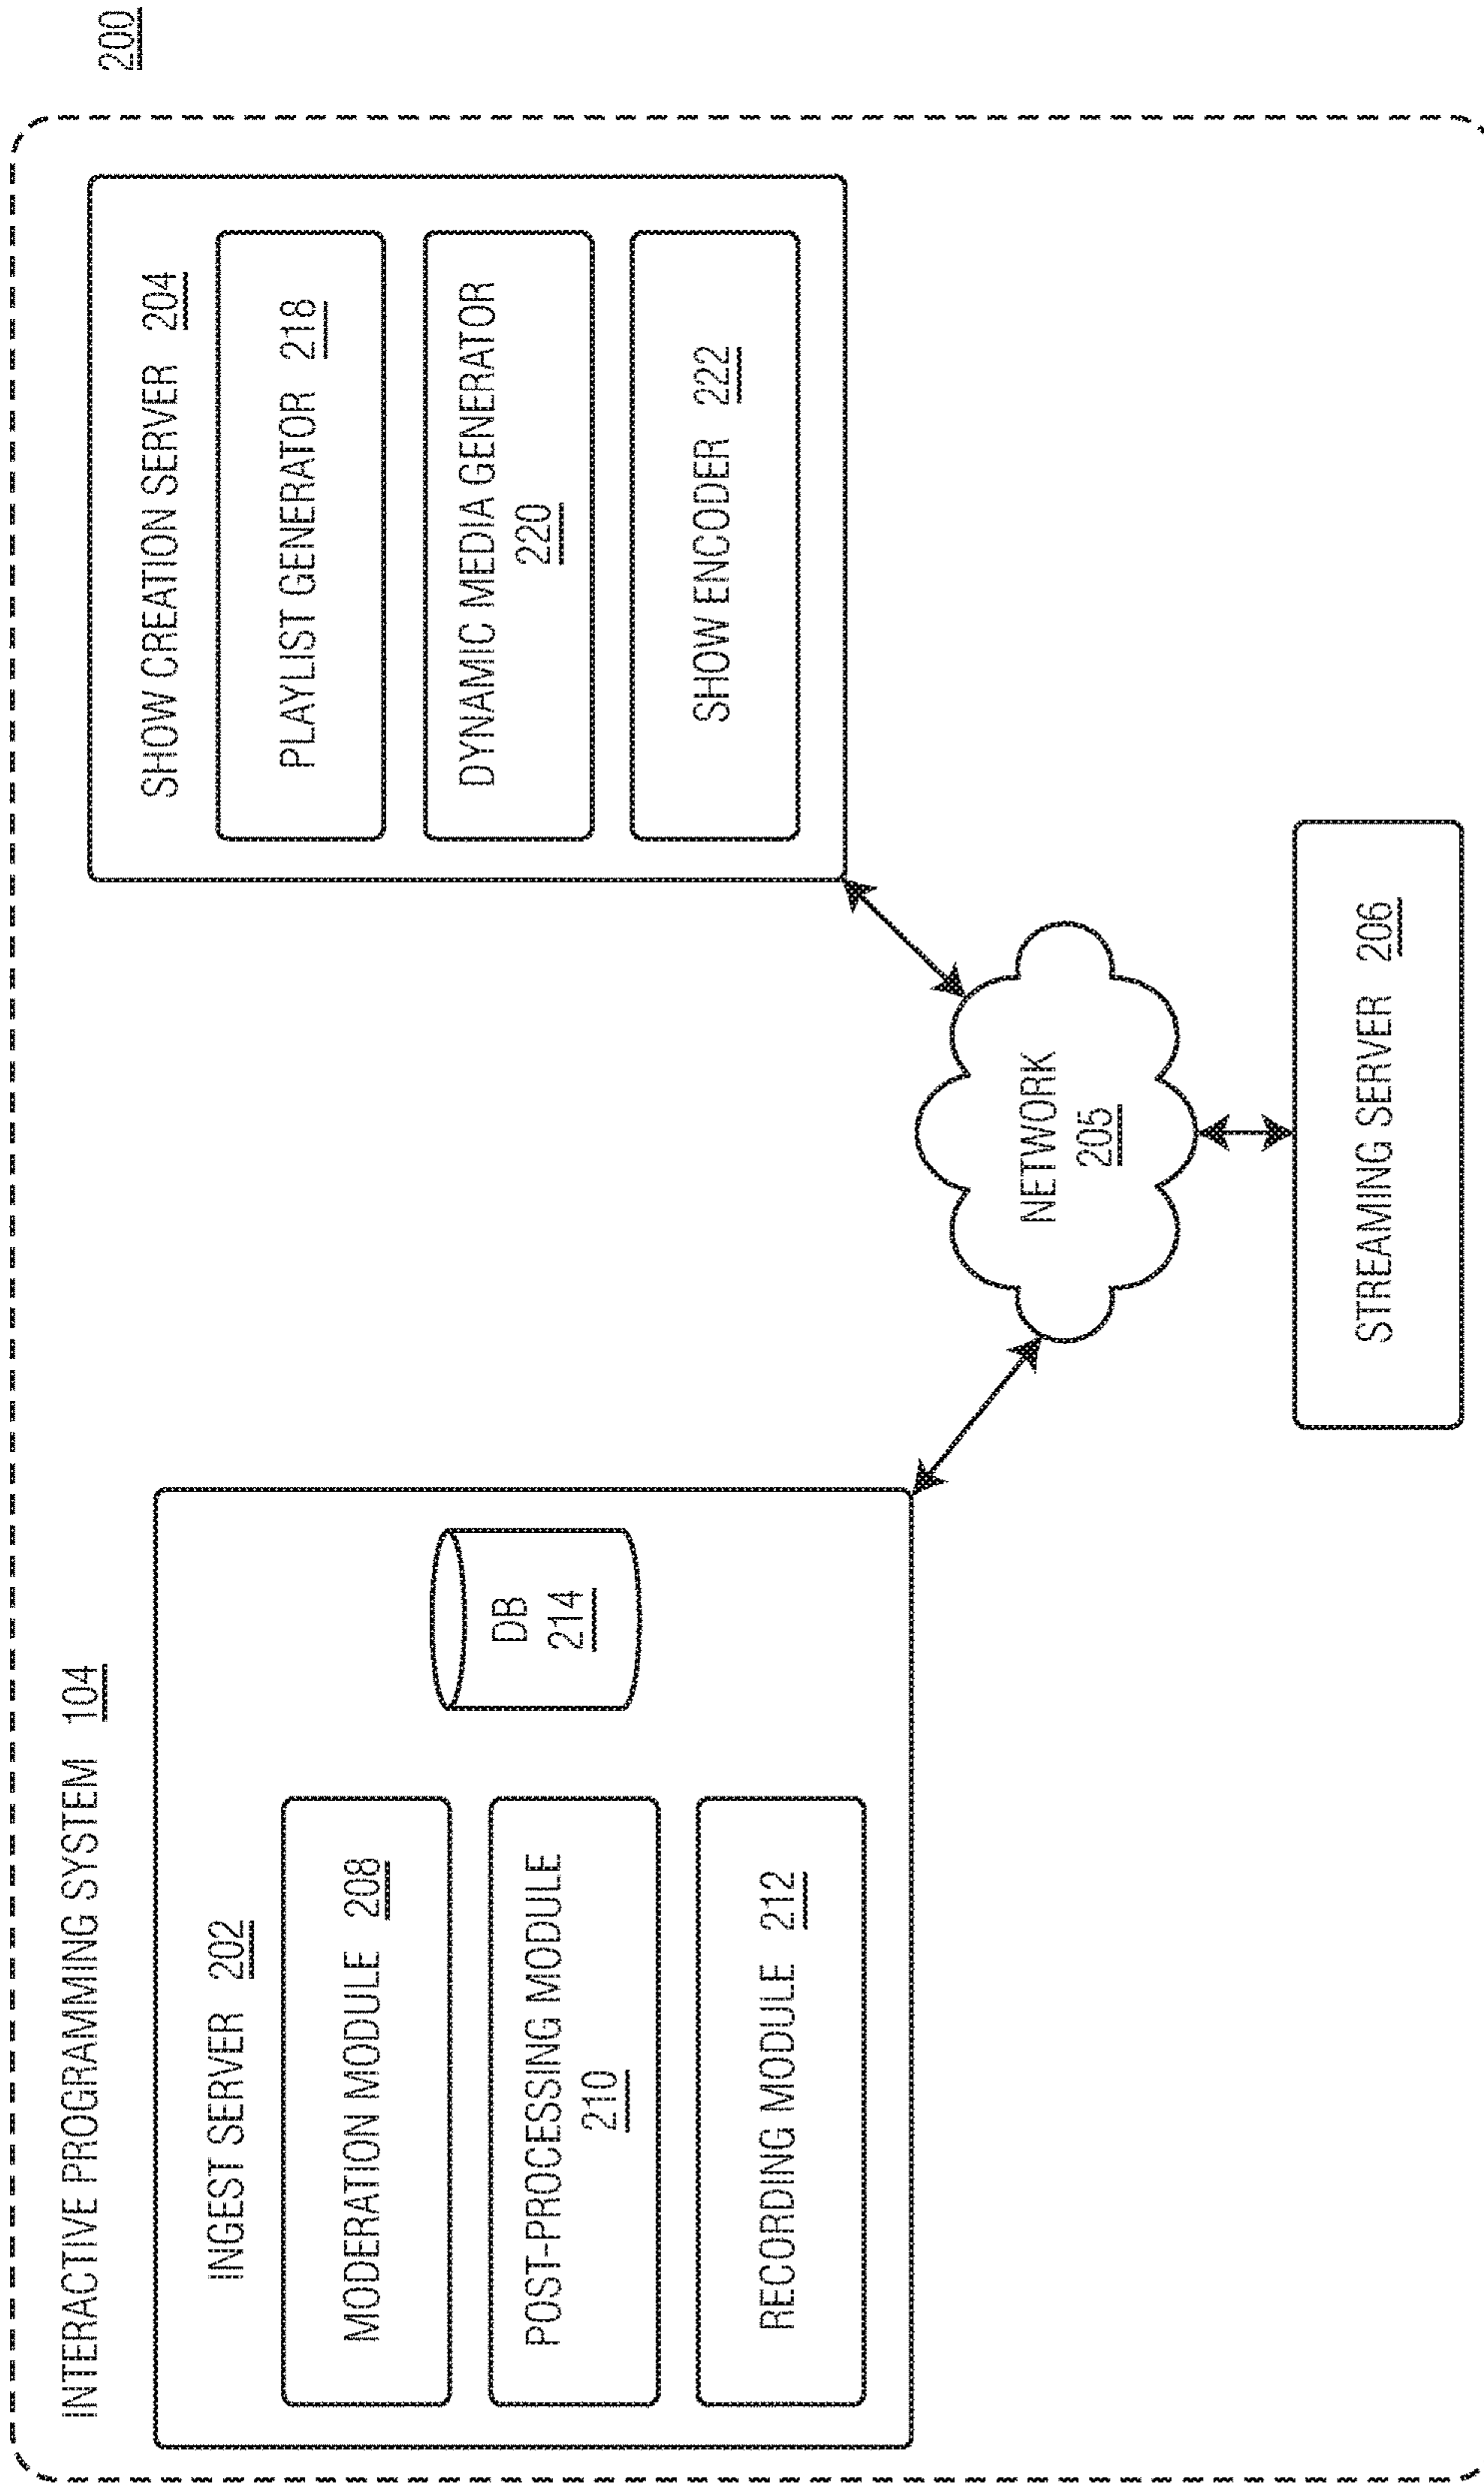 200
INTERACTIVE PROGRAMMING SYSTEM 104
INGEST SERVER 202
MODERATION MODULE 208
POST-PROCESSING MODULE
210
RECORDING MODULE 212
DB
214
SHOW CREATION SERVER 204
PLAYLIST GENERATOR 218
DYNAMIC MEDIA GENERATOR
220
SHOW ENCODER 222
NETWORK
205
STREAMING SERVER 206